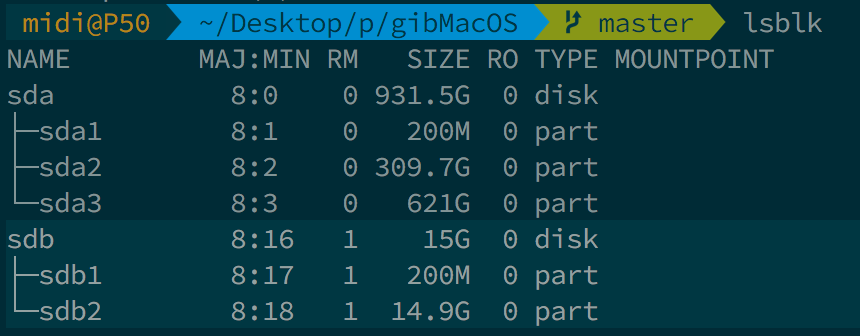 midi@P50 ~/Desktop/p/gibMacOS master lsblk
NAME        MAJ:MIN RM   SIZE RO TYPE MOUNTPOINT
sda           8:0    0 931.5G  0 disk
├─sda1        8:1    0   200M  0 part
├─sda2        8:2    0 309.7G  0 part
└─sda3        8:3    0   621G  0 part
sdb           8:16   1    15G  0 disk
├─sdb1        8:17   1   200M  0 part
└─sdb2        8:18   1  14.9G  0 part